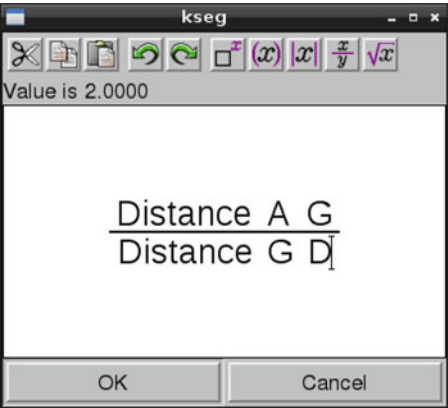 kseg
x (x) |x| x/y √x
Value is 2.0000
Distance A G
Distance G D
OK Cancel